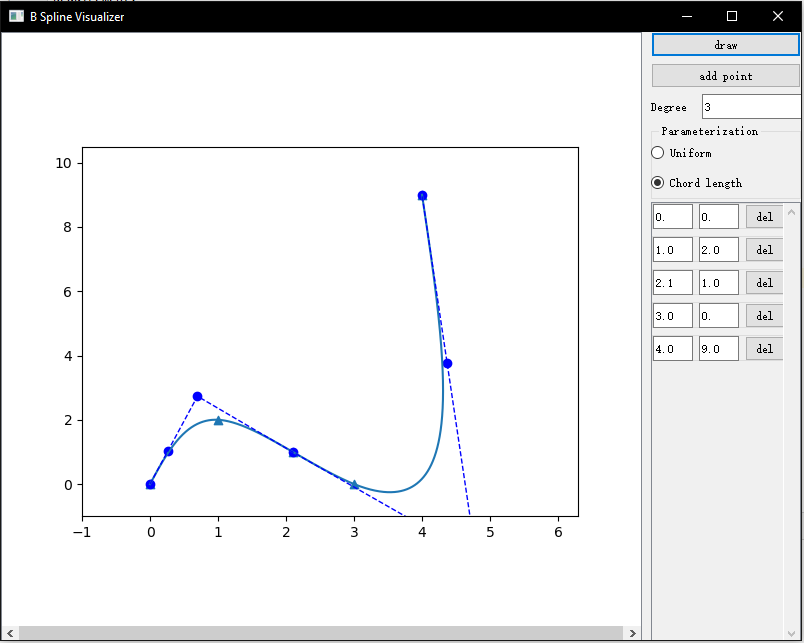 B Spline Visualizer
draw
add point
Degree 3
Parameterization
Uniform
Chord length
0. 0. del
1.0 2.0 del
2.1 1.0 del
3.0 0. del
4.0 9.0 del
10
8
6
4
2
0
−1 0 1 2 3 4 5 6